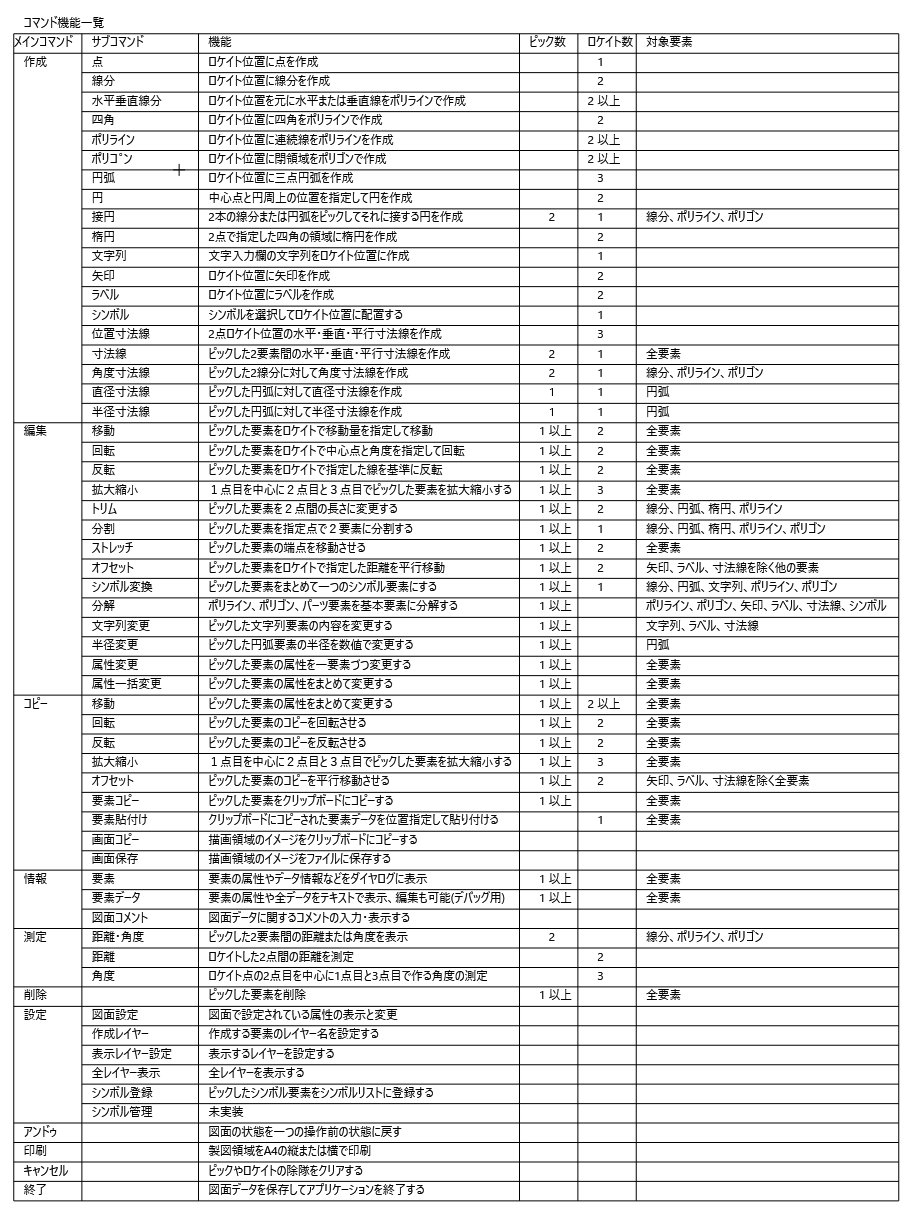 コマンド機能一覧
メインコマンド サブコマンド 機能 ピック数 ロケイト数 対象要素
作成 点 ロケイト位置に点を作成 1
線分 ロケイト位置に線分を作成 2
水平垂直線分 ロケイト位置を元に水平または垂直線をポリラインで作成 2 以上
四角 ロケイト位置に四角をポリラインで作成 2
ポリライン ロケイト位置に連続線をポリラインを作成 2 以上
ポリゴン ロケイト位置に閉領域をポリゴンで作成 2 以上
円弧 ロケイト位置に三点円弧を作成 3
円 中心点と円周上の位置を指定して円を作成 2
接円 2本の線分または円弧をピックしてそれに接する円を作成 2 1 線分、ポリライン、ポリゴン
楕円 2点で指定した四角の領域に楕円を作成 2
文字列 文字入力欄の文字列をロケイト位置に作成 1
矢印 ロケイト位置に矢印を作成 2
ラベル ロケイト位置にラベルを作成 2
シンボル シンボルを選択してロケイト位置に配置する 1
位置寸法線 2点ロケイト位置の水平・垂直・平行寸法線を作成 3
寸法線 ピックした2要素間の水平・垂直・平行寸法線を作成 2 1 全要素
角度寸法線 ピックした2線分に対して角度寸法線を作成 2 1 線分、ポリライン、ポリゴン
直径寸法線 ピックした円弧に対して直径寸法線を作成 1 1 円弧
半径寸法線 ピックした円弧に対して半径寸法線を作成 1 1 円弧
編集 移動 ピックした要素をロケイトで移動量を指定して移動 1 以上 2 全要素
回転 ピックした要素をロケイトで中心点と角度を指定して回転 1 以上 2 全要素
反転 ピックした要素をロケイトで指定した線を基準に反転 1 以上 2 全要素
拡大縮小 １点目を中心に２点目と３点目でピックした要素を拡大縮小する 1 以上 3 全要素
トリム ピックした要素を２点間の長さに変更する 1 以上 2 線分、円弧、楕円、ポリライン
分割 ピックした要素を指定点で２要素に分割する 1 以上 1 線分、円弧、楕円、ポリライン、ポリゴン
ストレッチ ピックした要素の端点を移動させる 1 以上 2 全要素
オフセット ピックした要素をロケイトで指定した距離を平行移動 1 以上 2 矢印、ラベル、寸法線を除く他の要素
シンボル変換 ピックした要素をまとめて一つのシンボル要素にする 1 以上 1 線分、円弧、文字列、ポリライン、ポリゴン
分解 ポリライン、ポリゴン、パーツ要素を基本要素に分解する 1 以上 ポリライン、ポリゴン、矢印、ラベル、寸法線、シンボル
文字列変更 ピックした文字列要素の内容を変更する 1 以上 文字列、ラベル、寸法線
半径変更 ピックした円弧要素の半径を数値で変更する 1 以上 円弧
属性変更 ピックした要素の属性を一要素づつ変更する 1 以上 全要素
属性一括変更 ピックした要素の属性をまとめて変更する 1 以上 全要素
コピー 移動 ピックした要素の属性をまとめて変更する 1 以上 2 以上 全要素
回転 ピックした要素のコピーを回転させる 1 以上 2 全要素
反転 ピックした要素のコピーを反転させる 1 以上 2 全要素
拡大縮小 １点目を中心に２点目と３点目でピックした要素を拡大縮小する 1 以上 3 全要素
オフセット ピックした要素のコピーを平行移動させる 1 以上 2 矢印、ラベル、寸法線を除く全要素
要素コピー ピックした要素をクリップボードにコピーする 1 以上 全要素
要素貼付け クリップボードにコピーされた要素データを位置指定して貼り付ける 1 全要素
画面コピー 描画領域のイメージをクリップボードにコピーする
画面保存 描画領域のイメージをファイルに保存する
情報 要素 要素の属性やデータ情報などをダイヤログに表示 1 以上 全要素
要素データ 要素の属性や全データをテキストで表示、編集も可能(デバッグ用) 1 以上 全要素
図面コメント 図面データに関するコメントの入力・表示する
測定 距離・角度 ピックした2要素間の距離または角度を表示 2 線分、ポリライン、ポリゴン
距離 ロケイトした2点間の距離を測定 2
角度 ロケイト点の2点目を中心に1点目と3点目で作る角度の測定 3
削除 ピックした要素を削除 1 以上 全要素
設定 図面設定 図面で設定されている属性の表示と変更
作成レイヤー 作成する要素のレイヤー名を設定する
表示レイヤー設定 表示するレイヤーを設定する
全レイヤー表示 全レイヤーを表示する
シンボル登録 ピックしたシンボル要素をシンボルリストに登録する
シンボル管理 未実装
アンドゥ 図面の状態を一つの操作前の状態に戻す
印刷 製図領域をA4の縦または横で印刷
キャンセル ピックやロケイトの除隊をクリアする
終了 図面データを保存してアプリケーションを終了する